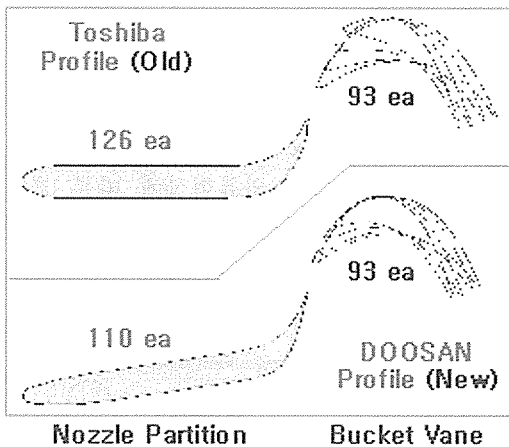 Toshiba
Profile (Old)
93 ea
126 ea
93 ea
110 ea
DOOSAN
Profile (New)
Nozzle Partition
Bucket Vane